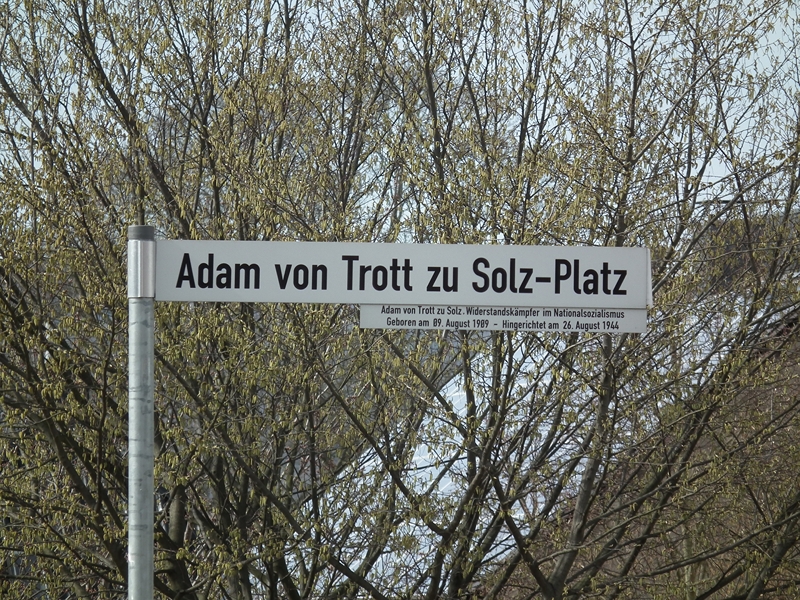 Adam von Trott zu Solz-Platz
Adam von Trott zu Solz. Widerstandskämpfer im Nationalsozialismus
Geboren am 09. August 1909 - Hingerichtet am 26. August 1944